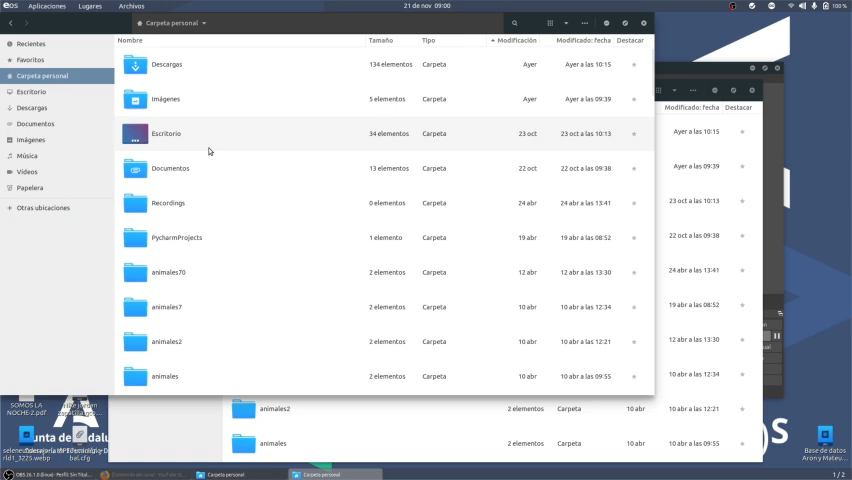 eos Aplicaciones Lugares Archivos 21 de nov 09:00 100 %
Carpeta personal
Nombre Tamaño Tipo Modificación Modificado: fecha Destacar
Recientes
Favoritos
Carpeta personal
Escritorio
Descargas
Documentos
Imágenes
Música
Vídeos
Papelera
+ Otras ubicaciones
Descargas 134 elementos Carpeta Ayer Ayer a las 10:15
Imágenes 5 elementos Carpeta Ayer Ayer a las 09:39
Escritorio 34 elementos Carpeta 23 oct 23 oct a las 10:13
Documentos 13 elementos Carpeta 22 oct 22 oct a las 09:38
Recordings 0 elementos Carpeta 24 abr 24 abr a las 13:41
PycharmProjects 1 elemento Carpeta 19 abr 19 abr a las 08:52
animales70 2 elementos Carpeta 12 abr 12 abr a las 13:30
animales7 2 elementos Carpeta 10 abr 10 abr a las 12:34
animales2 2 elementos Carpeta 10 abr 10 abr a las 12:21
animales 2 elementos Carpeta 10 abr 10 abr a las 09:55
Modificado: fecha Destacar
Ayer a las 10:15
Ayer a las 09:39
23 oct a las 10:13
22 oct a las 09:38
24 abr a las 13:41
19 abr a las 08:52
12 abr a las 13:30
10 abr a las 12:34
animales2 2 elementos Carpeta 10 abr 10 abr a las 12:21
animales 2 elementos Carpeta 10 abr 10 abr a las 09:55
SOMOS LA
NOCHE-2.pdf
rld1_3225.webp
bal.cfg
Base de datos
Aron y Mateu...
Carpeta personal
Carpeta personal
1 / 2